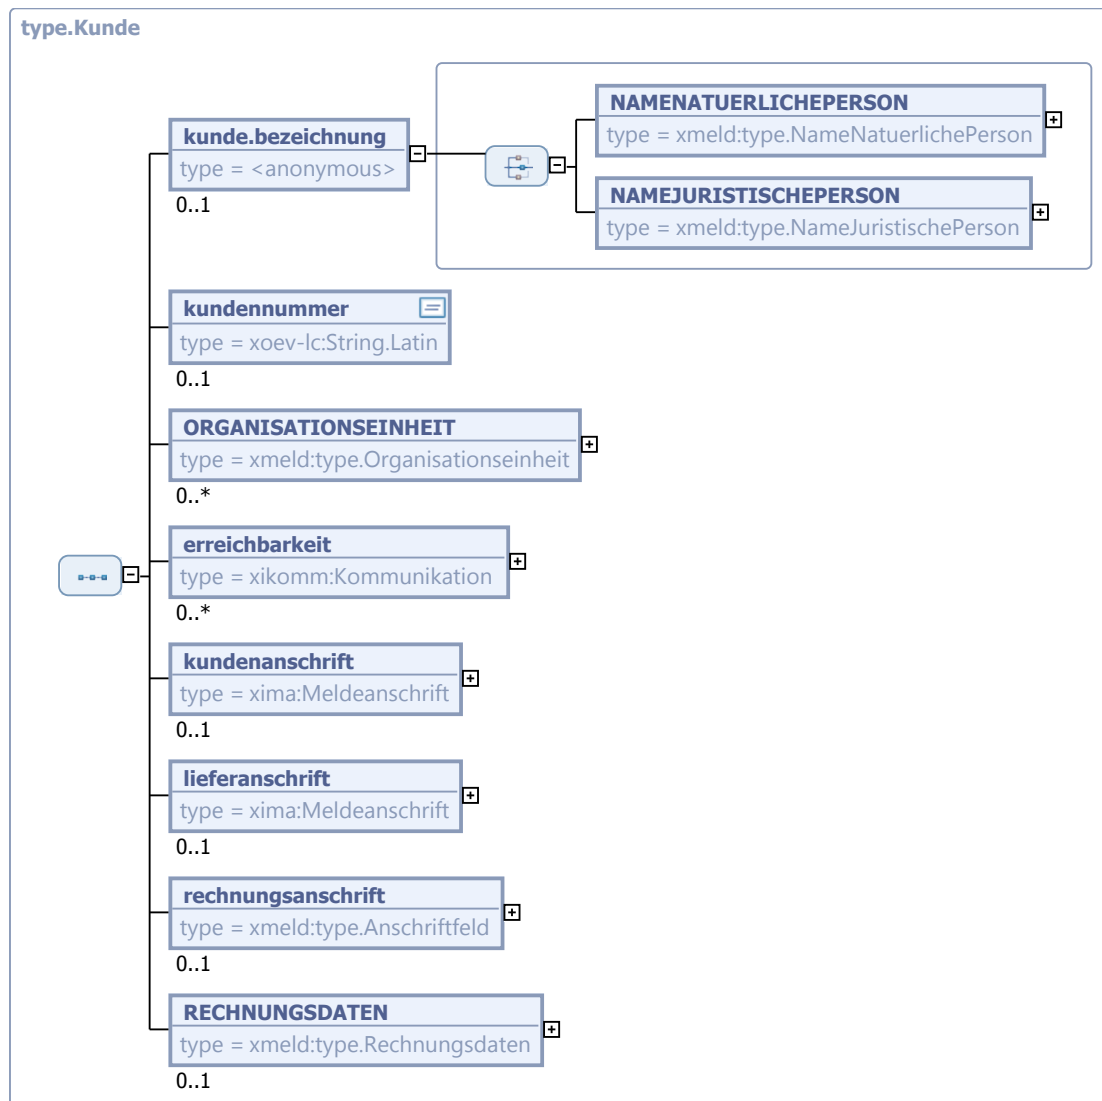 type.Kunde
kunde.bezeichnung
type = <anonymous>
0..1
NAMENATUERLICHEPERSON
type = xmeld:type.NameNatuerlichePerson
NAMEJURISTISCHEPERSON
type = xmeld:type.NameJuristischePerson
kundennummer
type = xoev-lc:String.Latin
0..1
ORGANISATIONSEINHEIT
type = xmeld:type.Organisationseinheit
0..*
erreichbarkeit
type = xikomm:Kommunikation
0..*
kundenanschrift
type = xima:Meldeanschrift
0..1
lieferanschrift
type = xima:Meldeanschrift
0..1
rechnungsanschrift
type = xmeld:type.Anschriftfeld
0..1
RECHNUNGSDATEN
type = xmeld:type.Rechnungsdaten
0..1